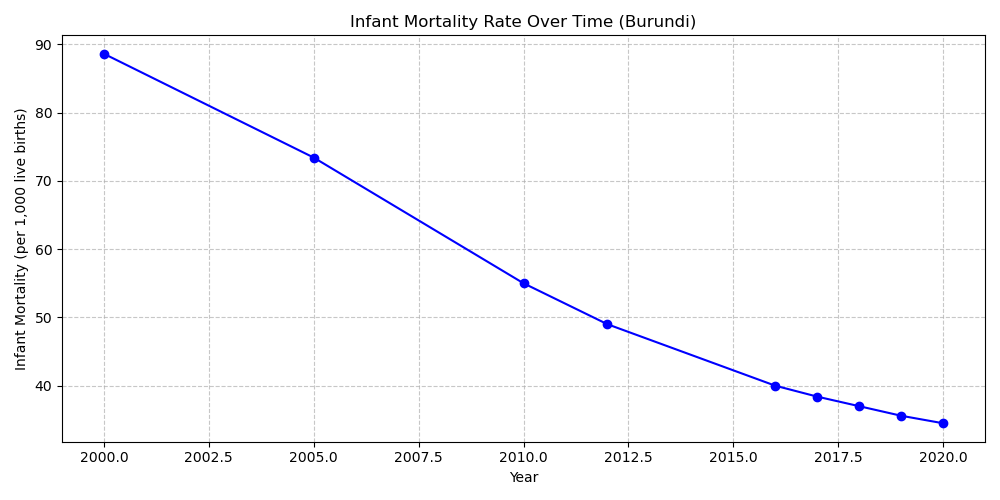 Infant Mortality Rate Over Time (Burundi)
Infant Mortality (per 1,000 live births)
90
80
70
60
50
40
2000.0 2002.5 2005.0 2007.5 2010.0 2012.5 2015.0 2017.5 2020.0
Year